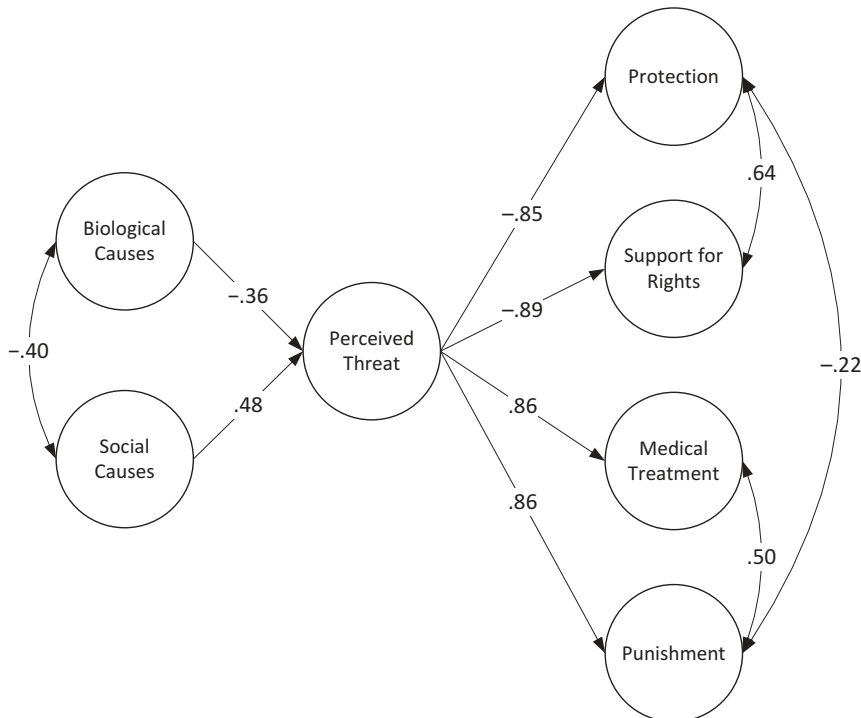 Protection
.64
Biological
Causes
–.85
Support for
Rights
–.36
–.89
Perceived
Threat
–.40
–.22
.48
.86
Social
Causes
Medical
Treatment
.86
.50
Punishment